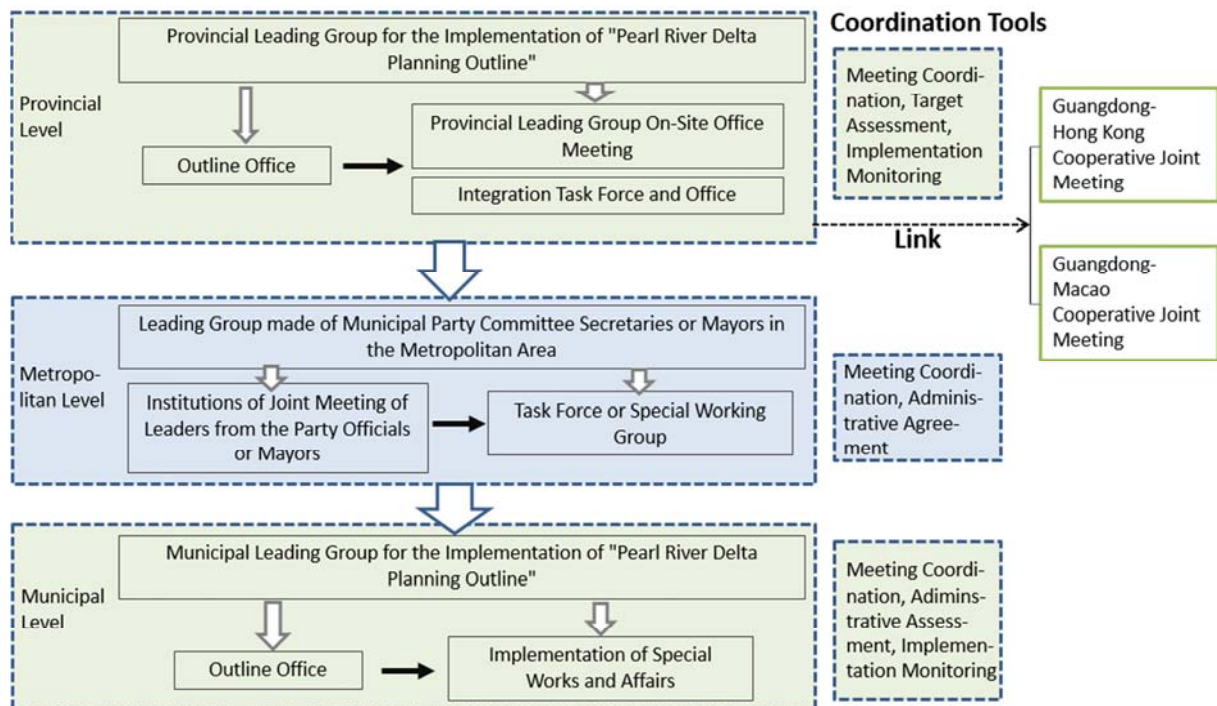 Coordination Tools
Provincial Leading Group for the Implementation of "Pearl River Delta
Planning Outline"
Provincial
Level
Outline Office
Provincial Leading Group On-Site Office
Meeting
Integration Task Force and Office
Meeting Coordi-
nation, Target
Assessment,
Implementation
Monitoring
Link
Guangdong-
Hong Kong
Cooperative Joint
Meeting
Guangdong-
Macao
Cooperative Joint
Meeting
Leading Group made of Municipal Party Committee Secretaries or Mayors in
the Metropolitan Area
Metropo-
litan Level
Institutions of Joint Meeting of
Leaders from the Party Officials
or Mayors
Task Force or Special Working
Group
Meeting Coordi-
nation, Adminis-
trative Agree-
ment
Municipal Leading Group for the Implementation of "Pearl River Delta
Planning Outline"
Municipal
Level
Outline Office
Implementation of Special
Works and Affairs
Meeting Coordi-
nation, Adimins-
trative Assess-
ment, Implemen-
tation Monitoring